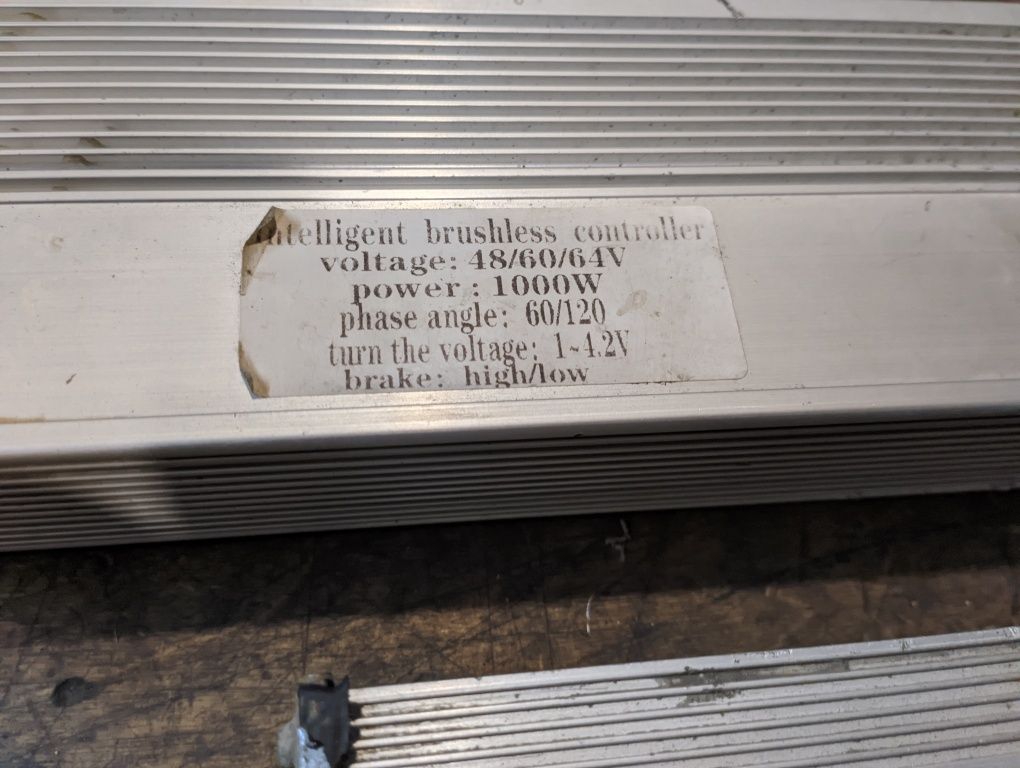 Intelligent brushless controller
voltage: 48/60/64V
power: 1000W
phase angle: 60/120
turn the voltage: 1~4.2V
brake: high/low